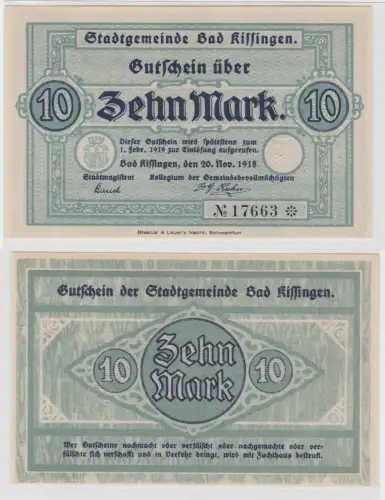 Stadtgemeinde Bad Kissingen.
Gutschein über
10 Zehn Mark. 10
Dieser Gutschein wird spätestens zum
1. Febr. 1919 zur Einlösung aufgerufen.
Bad Kissingen, den 20. Nov. 1918
Stadtmagistrat Kollegium der Gemeindebevollmächtigten
№ 17663 ❊
Gutschein der Stadtgemeinde Bad Kissingen.
10 Zehn 10
Mark
Wer Gutscheine nachmacht oder verfälscht oder nachgemachte oder ver-
fälschte sich verschafft und in Verkehr bringt, wird mit Zuchthaus bestraft.